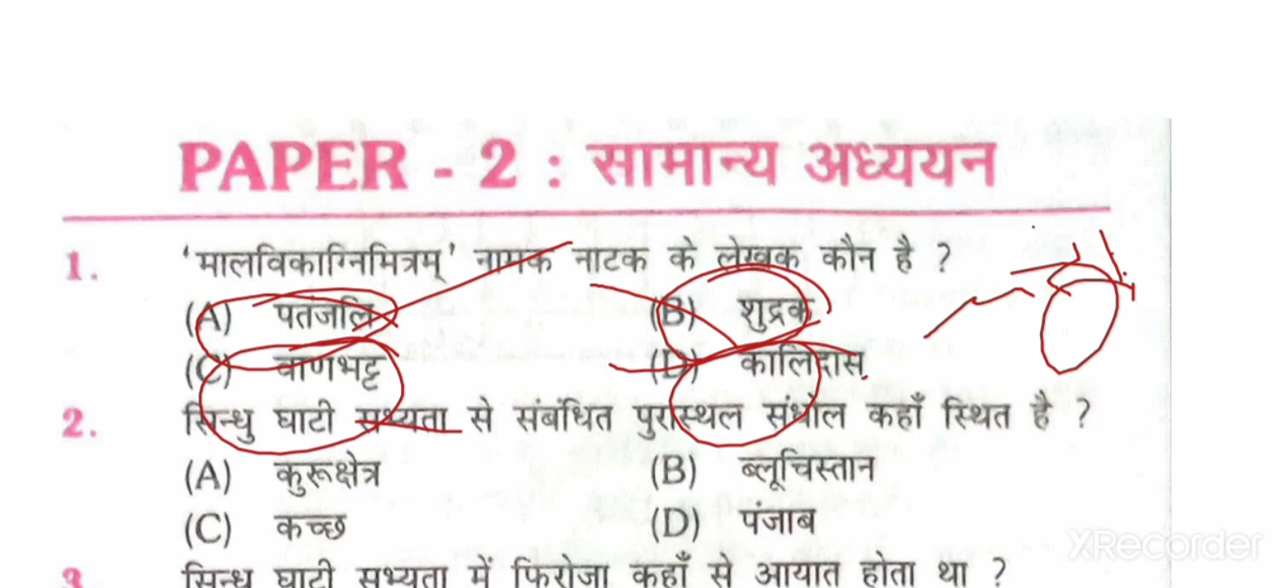 PAPER - 2 : सामान्य अध्ययन
1. 'मालविकाग्निमित्रम्' नामक नाटक के लेखक कौन है ?
(A) पतंजलि (B) शुद्रक
(C) बाणभट्ट (D) कालिदास
2. सिन्धु घाटी सभ्यता से संबंधित पुरास्थल संधोल कहाँ स्थित है ?
(A) कुरूक्षेत्र (B) ब्लूचिस्तान
(C) कच्छ (D) पंजाब
3. सिन्धु घाटी सभ्यता में फिरोजा कहाँ से आयात होता था ?
XRecorder